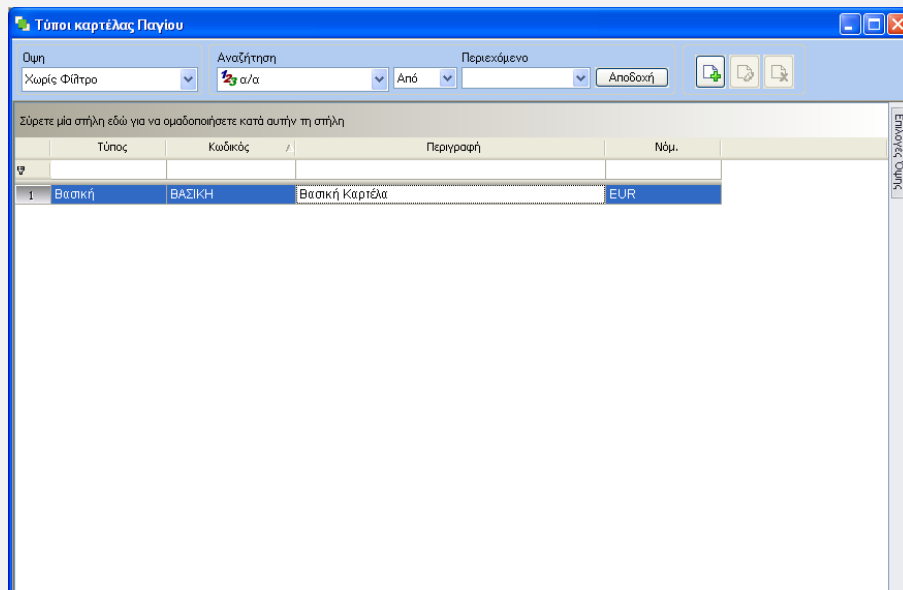 Τύποι καρτέλας Παγίου
Οψη Αναζήτηση Περιεχόμενο
Χωρίς Φίλτρο 123 α/α Από Αποδοχή
Σύρετε μία στήλη εδώ για να ομαδοποιήσετε κατά αυτήν τη στήλη
Τύπος Κωδικός Περιγραφή Νόμ.
1 Βασική ΒΑΣΙΚΗ Βασική Καρτέλα EUR
Επιλογές Όψης